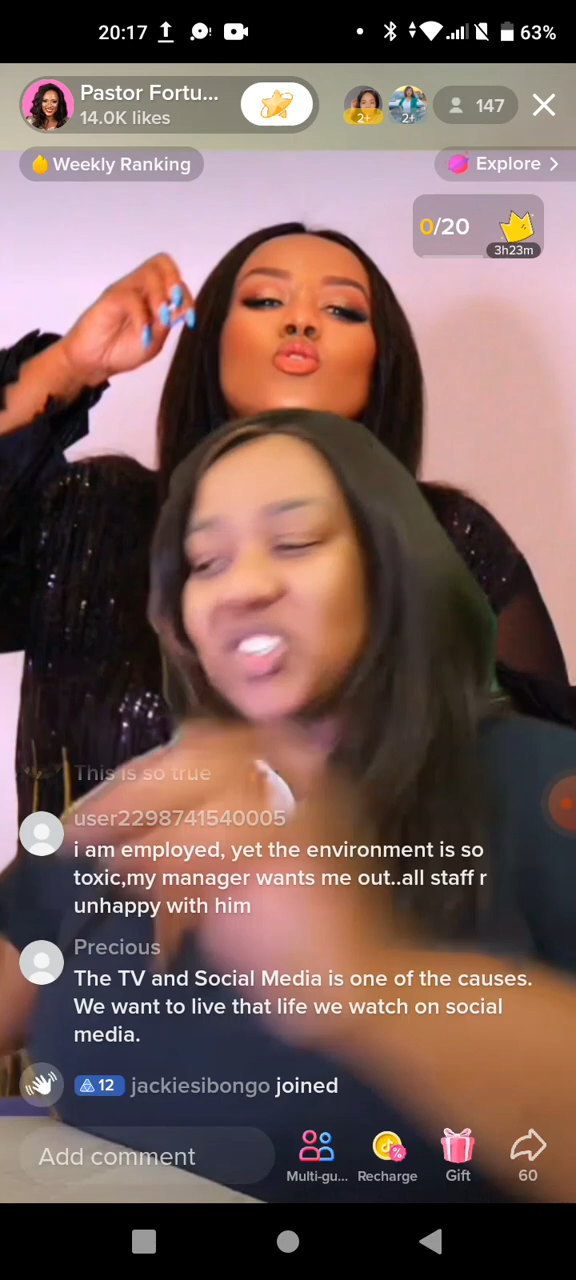 20:17
63%
Pastor Fortu...
14.0K likes
2+
2+
147
Weekly Ranking
Explore
0/20
3h23m
This is so true
user2298741540005
i am employed, yet the environment is so
toxic,my manager wants me out..all staff r
unhappy with him
Precious
The TV and Social Media is one of the causes.
We want to live that life we watch on social
media.
12 jackiesibongo joined
Add comment
Multi-gu...
Recharge
Gift
60